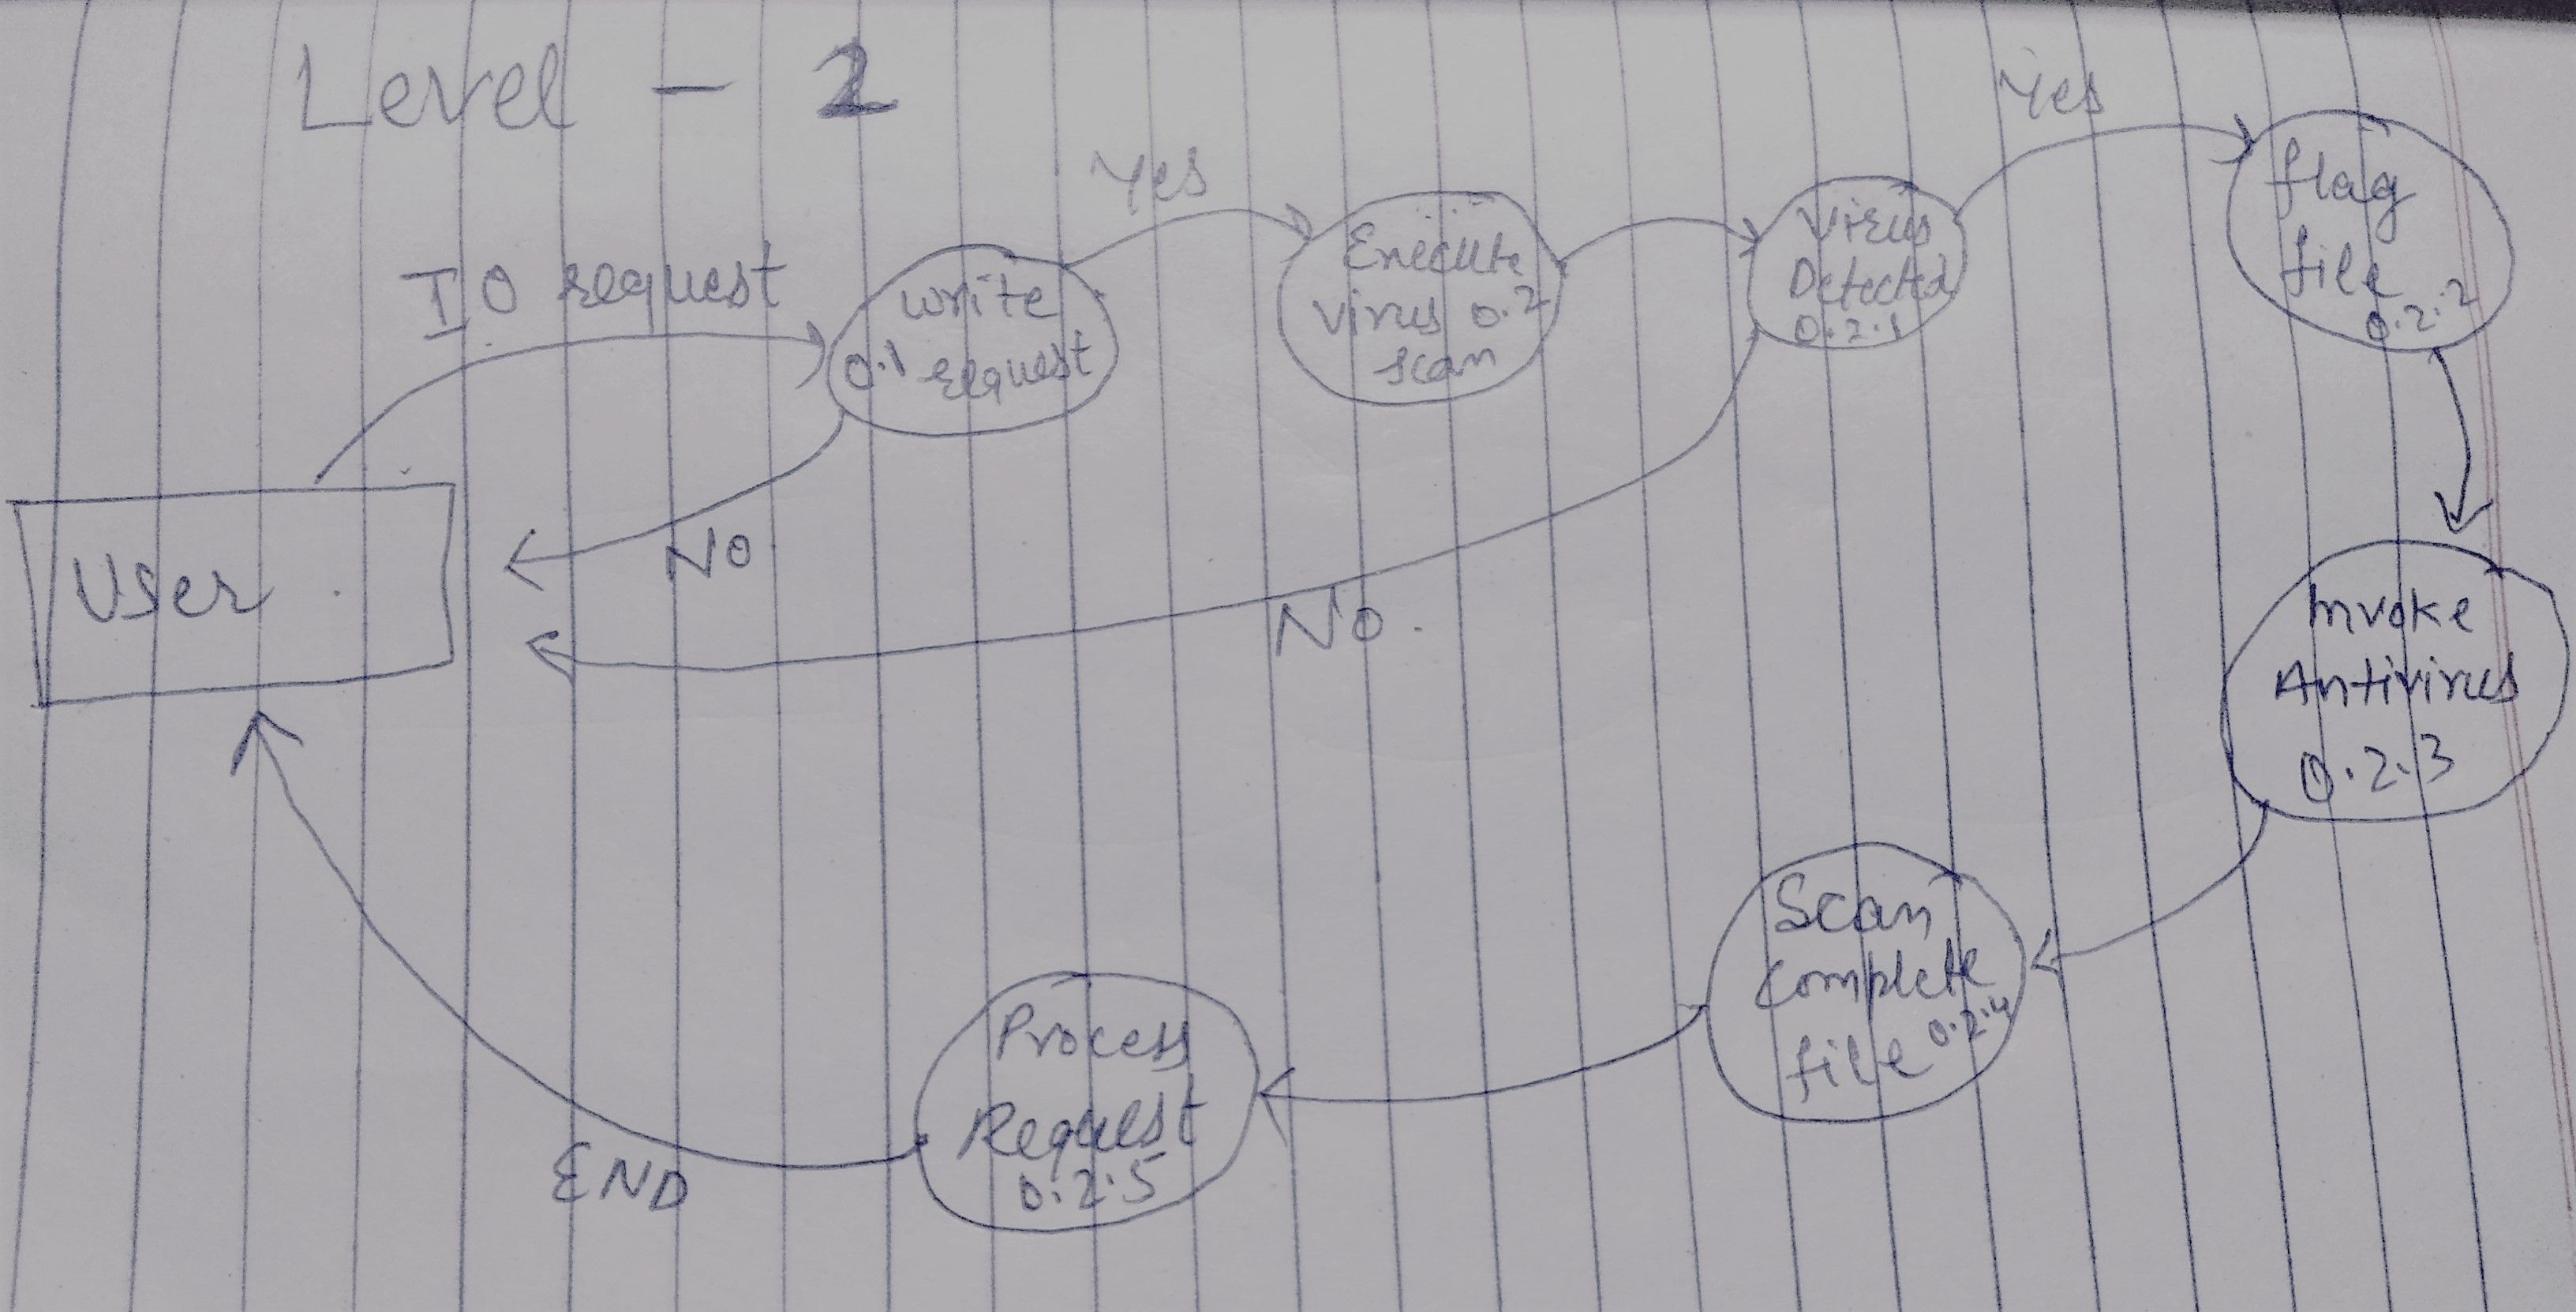 Level - 2
Yes
Yes
IO request
write
0.1 request
Execute
virus 0.2
scan
Virus
Detected
0.2.1
flag
file
0.2.2
User
NO
NO.
Invoke
Antivirus
0.2.3
Scan
Complete
file 0.2.4
Process
Request
0.2.5
END